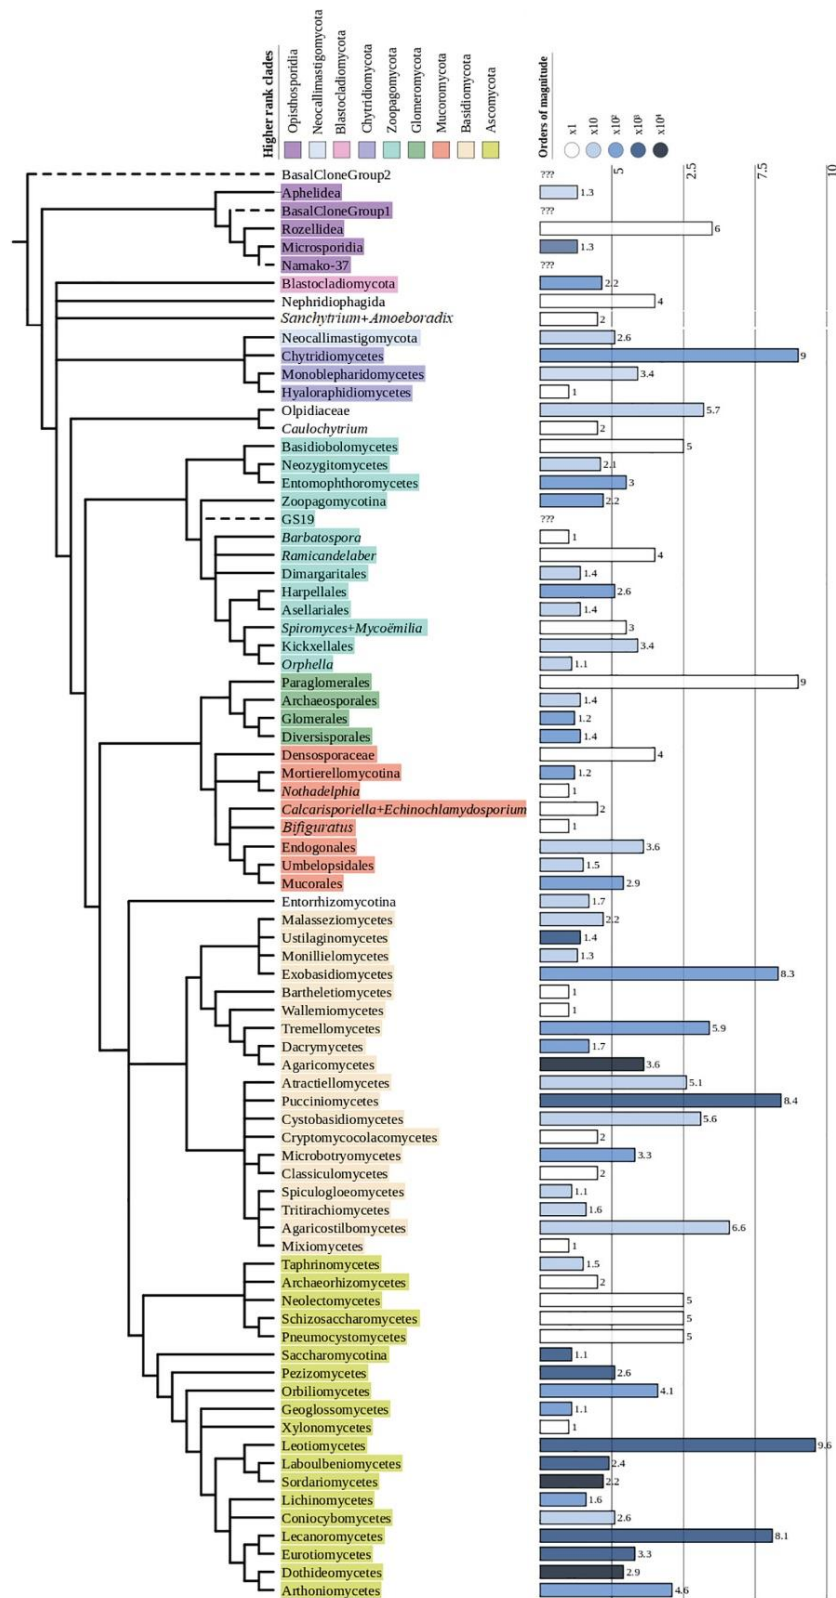 Higher rank clades
Opisthosporidia
Neocallimastigomycota
Blastocladiomycota
Chytridiomycota
Zoopagomycota
Glomeromycota
Mucoromycota
Basidiomycota
Ascomycota
Orders of magnitude
x1
x10
x10²
x10³
x10⁴
5
2.5
7.5
10
BasalCloneGroup2 ???
Aphelidea 1.3
BasalCloneGroup1 ???
Rozellidea 6
Microsporidia 1.3
Namako-37 ???
Blastocladiomycota 2.2
Nephridiophagida 4
Sanchytrium+Amoeboradix 2
Neocallimastigomycota 2.6
Chytridiomycetes 9
Monoblepharidomycetes 3.4
Hyaloraphidiomycetes 1
Olpidiaceae 5.7
Caulochytrium 2
Basidiobolomycetes 5
Neozygitomycetes 2.1
Entomophthoromycetes 3
Zoopagomycotina 2.2
GS19 ???
Barbatospora 1
Ramicandelaber 4
Dimargaritales 1.4
Harpellales 2.6
Asellariales 1.4
Spiromyces+Mycoëmilia 3
Kickxellales 3.4
Orphella 1.1
Paraglomerales 9
Archaeosporales 1.4
Glomerales 1.2
Diversisporales 1.4
Densosporaceae 4
Mortierellomycotina 1.2
Nothadelphia 1
Calcarisporiella+Echinochlamydosporium 2
Bifiguratus 1
Endogonales 3.6
Umbelopsidales 1.5
Mucorales 2.9
Entorrhizomycotina 1.7
Malasseziomycetes 2.2
Ustilaginomycetes 1.4
Monillielomycetes 1.3
Exobasidiomycetes 8.3
Bartheletiomycetes 1
Wallemiomycetes 1
Tremellomycetes 5.9
Dacrymycetes 1.7
Agaricomycetes 3.6
Atractiellomycetes 5.1
Pucciniomycetes 8.4
Cystobasidiomycetes 5.6
Cryptomycocolacomycetes 2
Microbotryomycetes 3.3
Classiculomycetes 2
Spiculogloeomycetes 1.1
Tritirachiomycetes 1.6
Agaricostilbomycetes 6.6
Mixiomycetes 1
Taphrinomycetes 1.5
Archaeorhizomycetes 2
Neolectomycetes 5
Schizosaccharomycetes 5
Pneumocystomycetes 5
Saccharomycotina 1.1
Pezizomycetes 2.6
Orbiliomycetes 4.1
Geoglossomycetes 1.1
Xylonomycetes 1
Leotiomycetes 9.6
Laboulbeniomycetes 2.4
Sordariomycetes 2.2
Lichinomycetes 1.6
Coniocybomycetes 2.6
Lecanoromycetes 8.1
Eurotiomycetes 3.3
Dothideomycetes 2.9
Arthoniomycetes 4.6